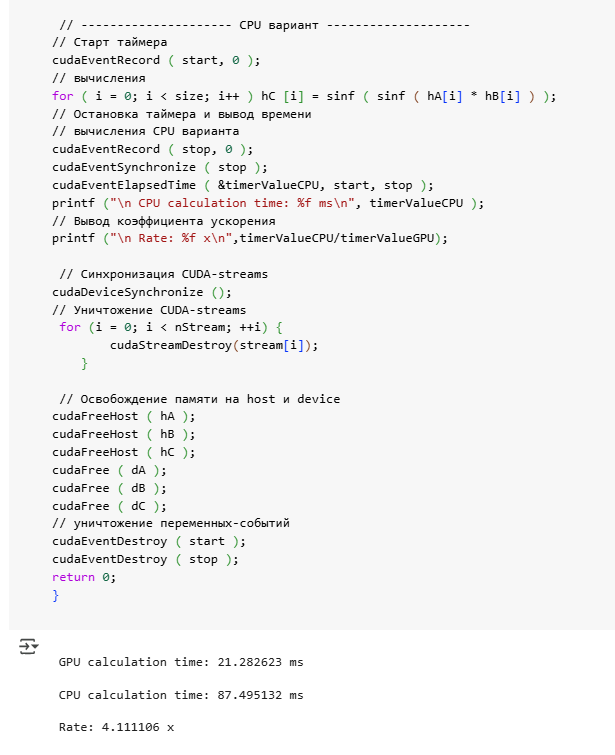 // --------------------- CPU вариант --------------------
// Старт таймера
cudaEventRecord ( start, 0 );
// вычисления
for ( i = 0; i < size; i++ ) hC [i] = sinf ( sinf ( hA[i] * hB[i] ) );
// Остановка таймера и вывод времени
// вычисления CPU варианта
cudaEventRecord ( stop, 0 );
cudaEventSynchronize ( stop );
cudaEventElapsedTime ( &timerValueCPU, start, stop );
printf ("\n CPU calculation time: %f ms\n", timerValueCPU );
// Вывод коэффициента ускорения
printf ("\n Rate: %f x\n",timerValueCPU/timerValueGPU);
// Синхронизация CUDA-streams
cudaDeviceSynchronize ();
// Уничтожение CUDA-streams
for (i = 0; i < nStream; ++i) {
cudaStreamDestroy(stream[i]);
}
// Освобождение памяти на host и device
cudaFreeHost ( hA );
cudaFreeHost ( hB );
cudaFreeHost ( hC );
cudaFree ( dA );
cudaFree ( dB );
cudaFree ( dC );
// уничтожение переменных-событий
cudaEventDestroy ( start );
cudaEventDestroy ( stop );
return 0;
}
GPU calculation time: 21.282623 ms
CPU calculation time: 87.495132 ms
Rate: 4.111106 x